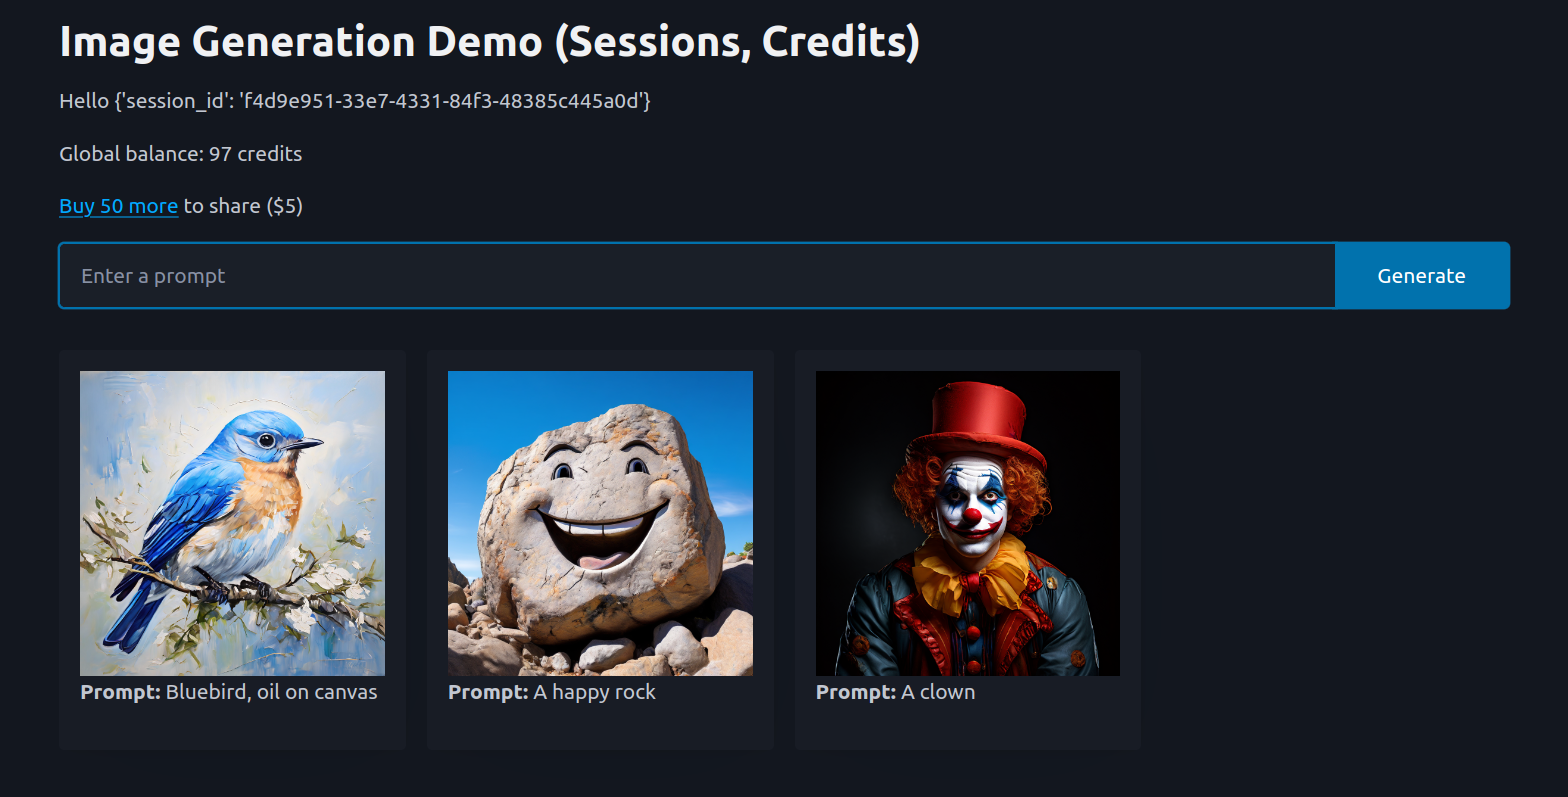 Image Generation Demo (Sessions, Credits)
Hello {'session_id': 'f4d9e951-33e7-4331-84f3-48385c445a0d'}
Global balance: 97 credits
Buy 50 more to share ($5)
Enter a prompt
Generate
Prompt: Bluebird, oil on canvas
Prompt: A happy rock
Prompt: A clown